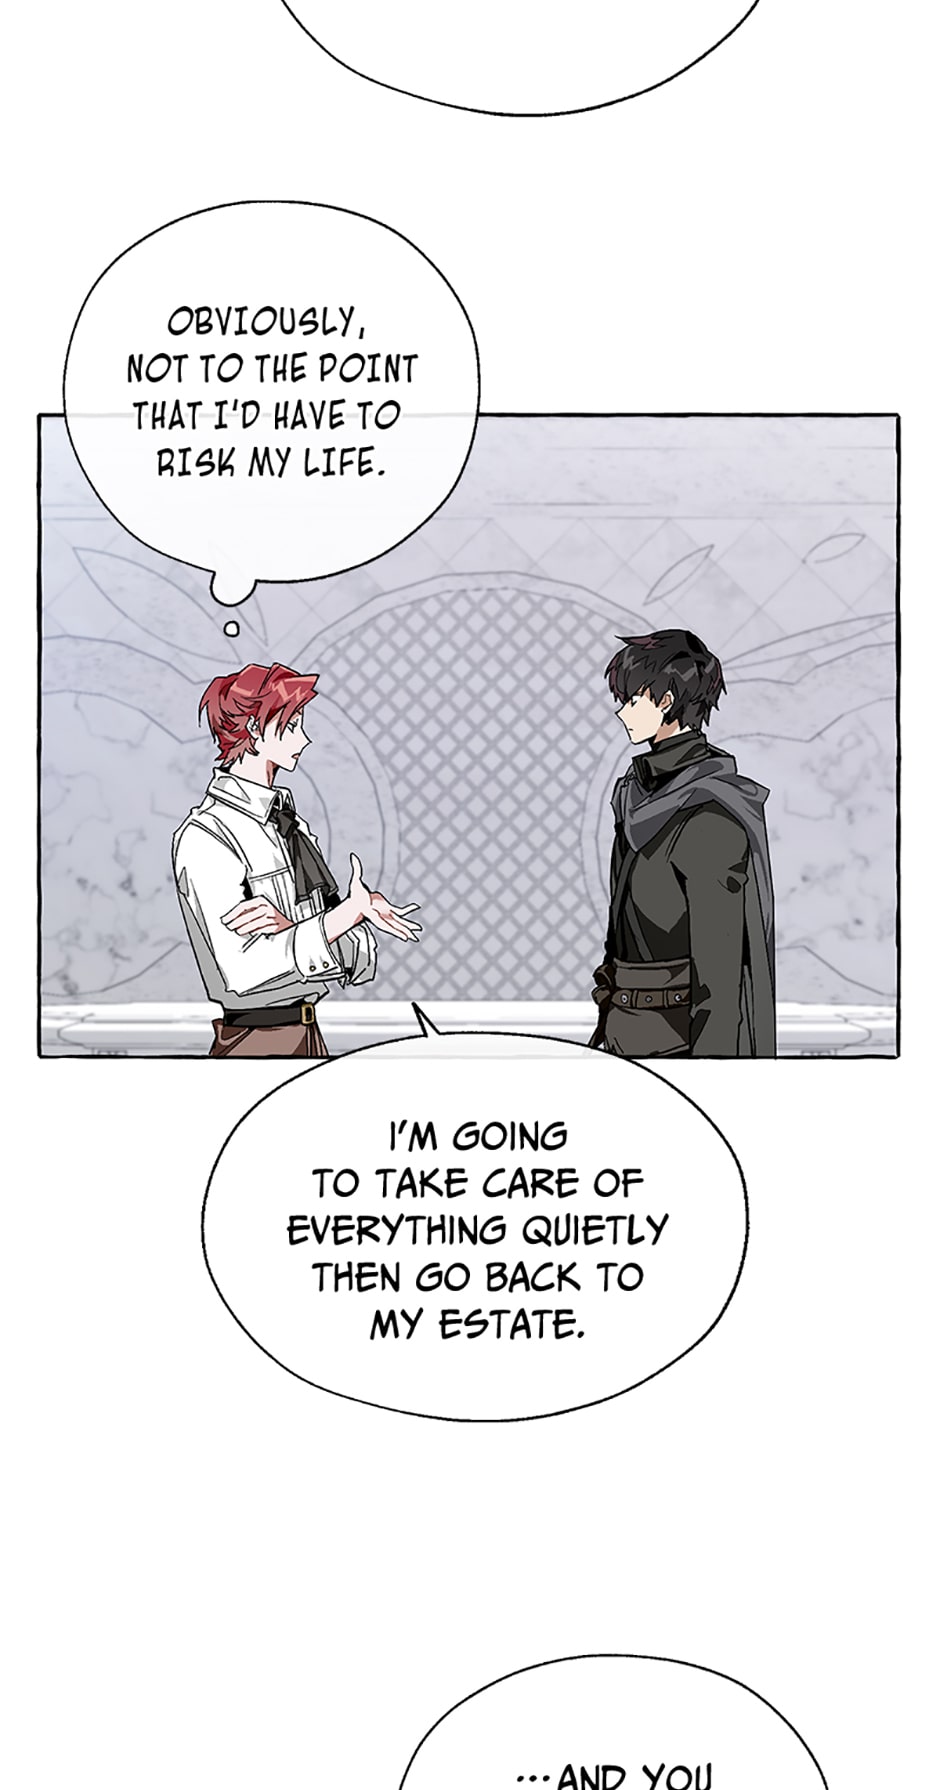 OBVIOUSLY,
NOT TO THE POINT
THAT I'D HAVE TO
RISK MY LIFE.
I'M GOING
TO TAKE CARE OF
EVERYTHING QUIETLY
THEN GO BACK TO
MY ESTATE.
...AND YOU